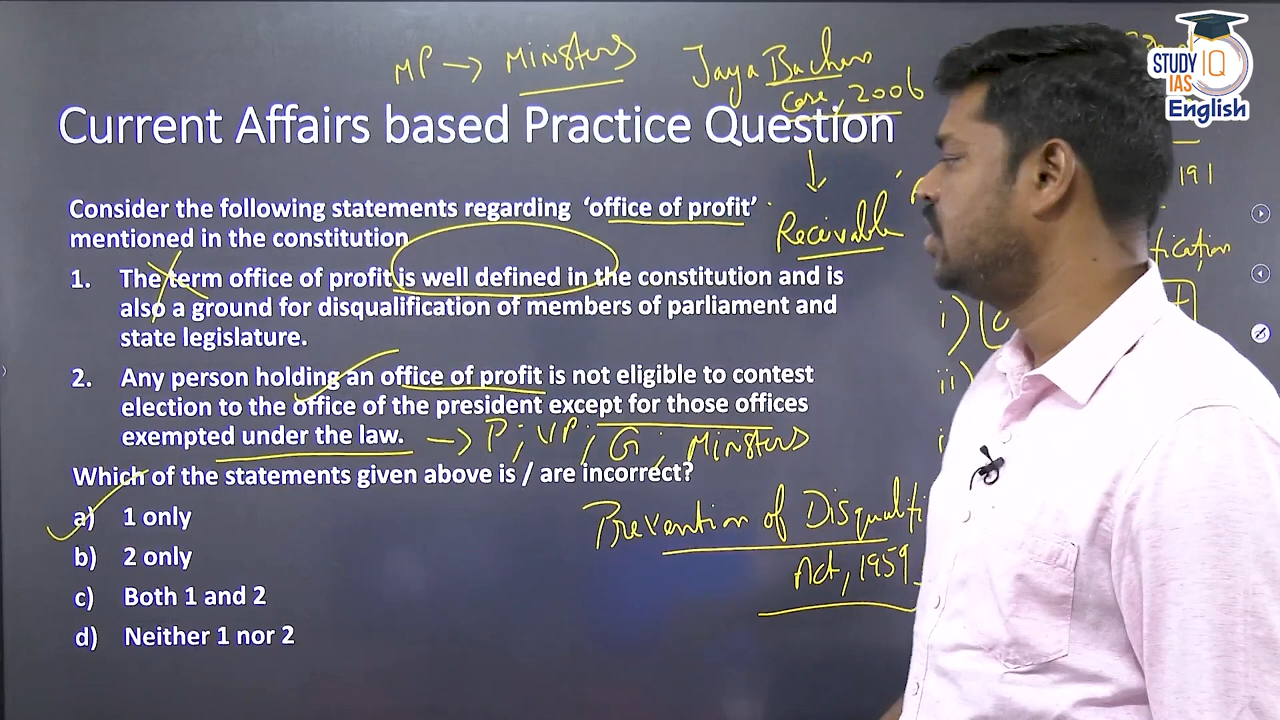 MP → Ministers
Jaya Bachan
case, 2006
STUDY IQ
IAS
English
Current Affairs based Practice Question
191
Consider the following statements regarding ‘office of profit’
mentioned in the constitution
Receivable
1. The term office of profit is well defined in the constitution and is
also a ground for disqualification of members of parliament and
state legislature.
i)
2. Any person holding an office of profit is not eligible to contest
ii)
election to the office of the president except for those offices
exempted under the law. → P, VP, G, Ministers
Which of the statements given above is / are incorrect?
a) 1 only
Prevention of Disqualifi
b) 2 only
Act, 1959
c) Both 1 and 2
d) Neither 1 nor 2